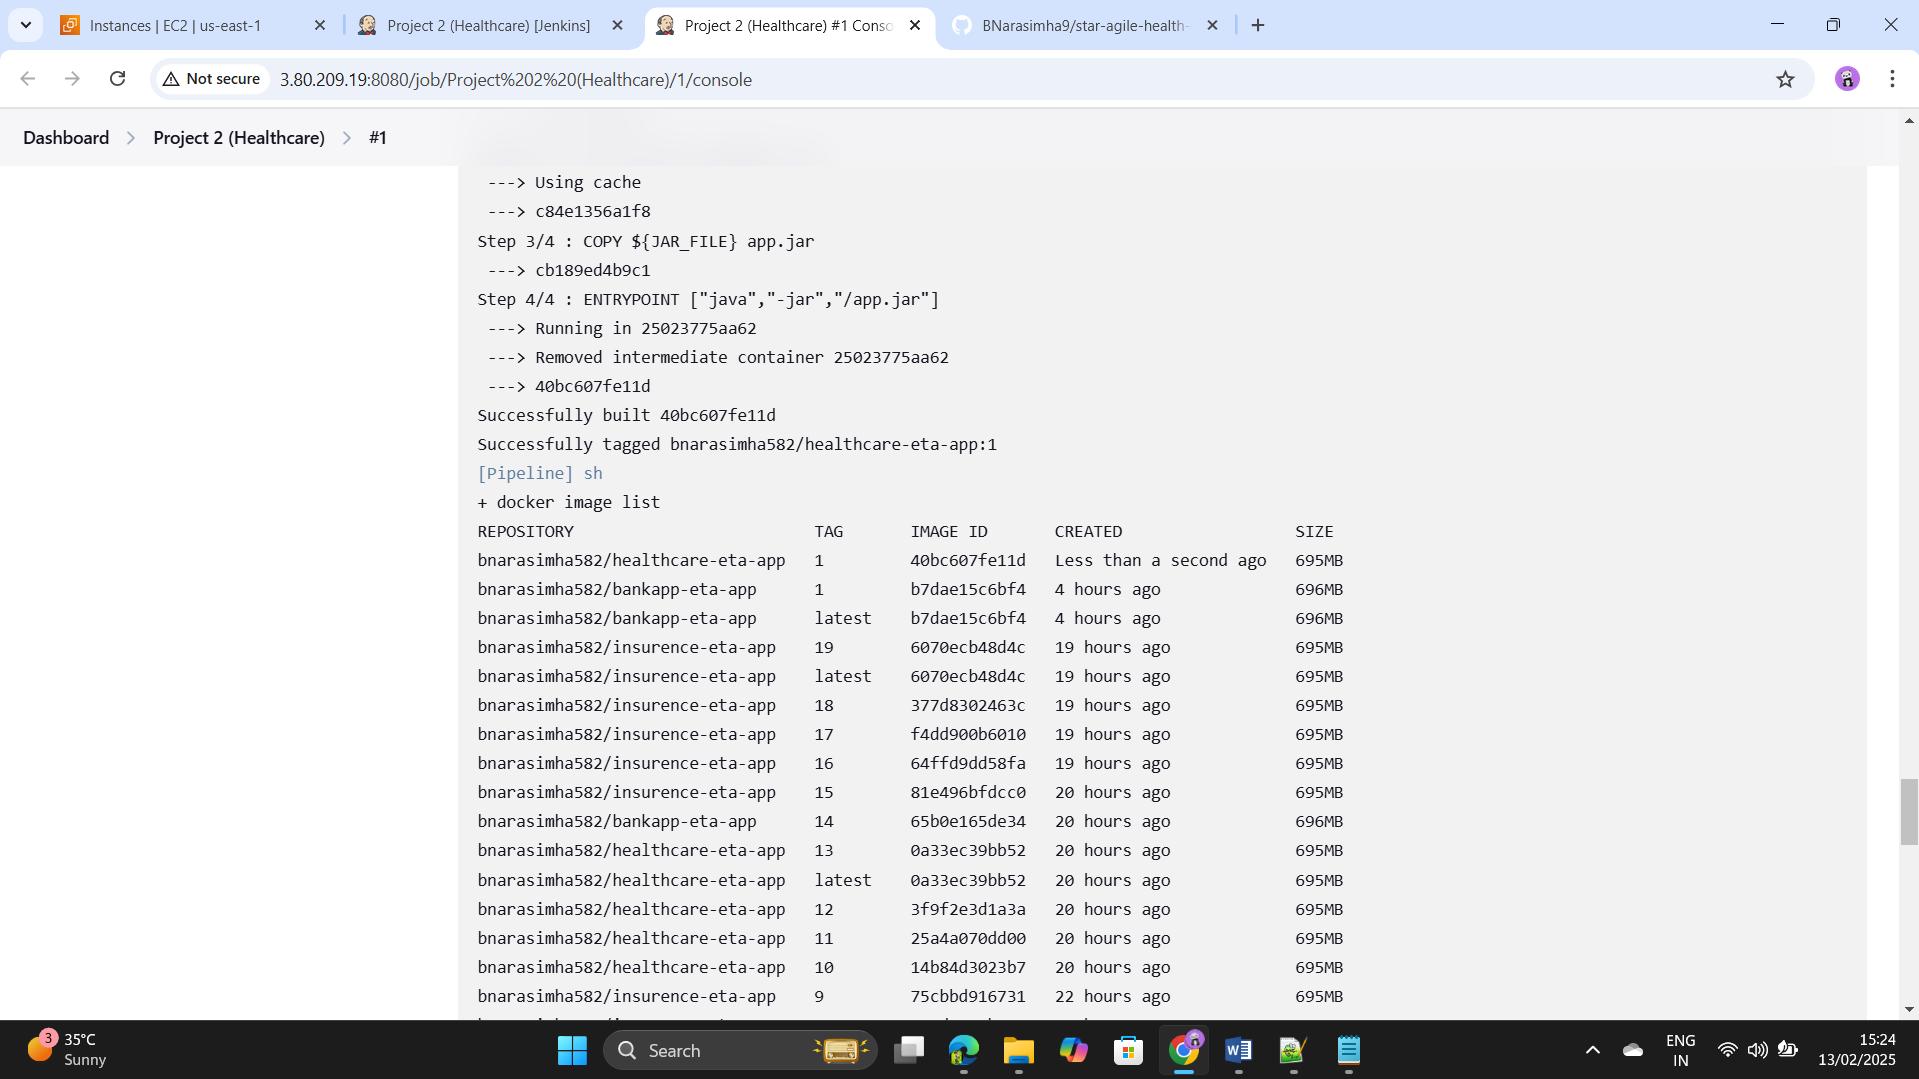 Instances | EC2 | us-east-1
Project 2 (Healthcare) [Jenkins]
Project 2 (Healthcare) #1 Conso
BNarasimha9/star-agile-health-
Not secure
3.80.209.19:8080/job/Project%202%20(Healthcare)/1/console
Dashboard
Project 2 (Healthcare)
#1
---> Using cache
---> c84e1356a1f8
Step 3/4 : COPY ${JAR_FILE} app.jar
---> cb189ed4b9c1
Step 4/4 : ENTRYPOINT ["java","-jar","/app.jar"]
---> Running in 25023775aa62
---> Removed intermediate container 25023775aa62
---> 40bc607fe11d
Successfully built 40bc607fe11d
Successfully tagged bnarasimha582/healthcare-eta-app:1
[Pipeline] sh
+ docker image list
REPOSITORY TAG IMAGE ID CREATED SIZE
bnarasimha582/healthcare-eta-app 1 40bc607fe11d Less than a second ago 695MB
bnarasimha582/bankapp-eta-app 1 b7dae15c6bf4 4 hours ago 696MB
bnarasimha582/bankapp-eta-app latest b7dae15c6bf4 4 hours ago 696MB
bnarasimha582/insurence-eta-app 19 6070ecb48d4c 19 hours ago 695MB
bnarasimha582/insurence-eta-app latest 6070ecb48d4c 19 hours ago 695MB
bnarasimha582/insurence-eta-app 18 377d8302463c 19 hours ago 695MB
bnarasimha582/insurence-eta-app 17 f4dd900b6010 19 hours ago 695MB
bnarasimha582/insurence-eta-app 16 64ffd9dd58fa 19 hours ago 695MB
bnarasimha582/insurence-eta-app 15 81e496bfdcc0 20 hours ago 695MB
bnarasimha582/bankapp-eta-app 14 65b0e165de34 20 hours ago 696MB
bnarasimha582/healthcare-eta-app 13 0a33ec39bb52 20 hours ago 695MB
bnarasimha582/healthcare-eta-app latest 0a33ec39bb52 20 hours ago 695MB
bnarasimha582/healthcare-eta-app 12 3f9f2e3d1a3a 20 hours ago 695MB
bnarasimha582/healthcare-eta-app 11 25a4a070dd00 20 hours ago 695MB
bnarasimha582/healthcare-eta-app 10 14b84d3023b7 20 hours ago 695MB
bnarasimha582/insurence-eta-app 9 75cbbd916731 22 hours ago 695MB
3
35°C
Sunny
Search
ENG
IN
15:24
13/02/2025